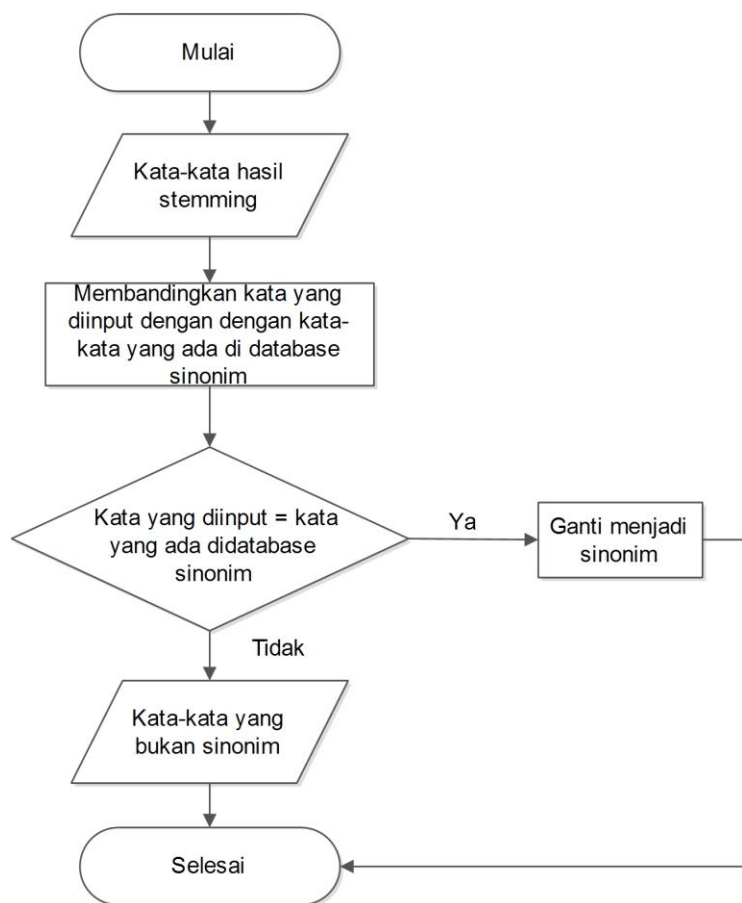 Mulai
Kata-kata hasil
stemming
Membandingkan kata yang
diinput dengan dengan kata-
kata yang ada di database
sinonim
Kata yang diinput = kata
yang ada didatabase
sinonim
Ya
Ganti menjadi
sinonim
Tidak
Kata-kata yang
bukan sinonim
Selesai